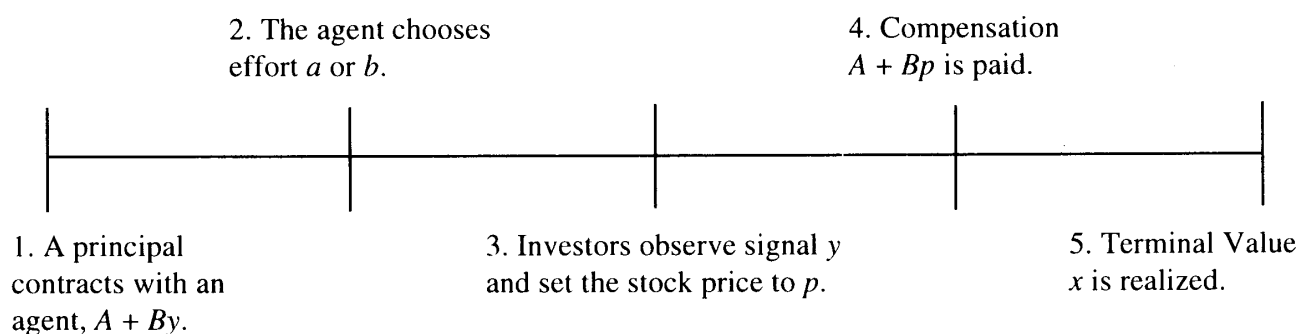 2. The agent chooses
effort a or b.
4. Compensation
A + Bp is paid.
1. A principal
contracts with an
agent, A + By.
3. Investors observe signal y
and set the stock price to p.
5. Terminal Value
x is realized.